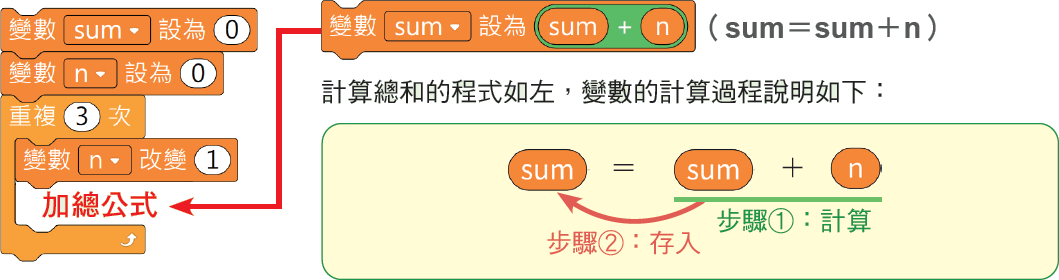 變數 sum 設為 0
變數 n 設為 0
重複 3 次
變數 n 改變 1
加總公式
變數 sum 設為 sum + n (sum=sum+n)
計算總和的程式如左，變數的計算過程說明如下：
sum = sum + n
步驟①：計算
步驟②：存入